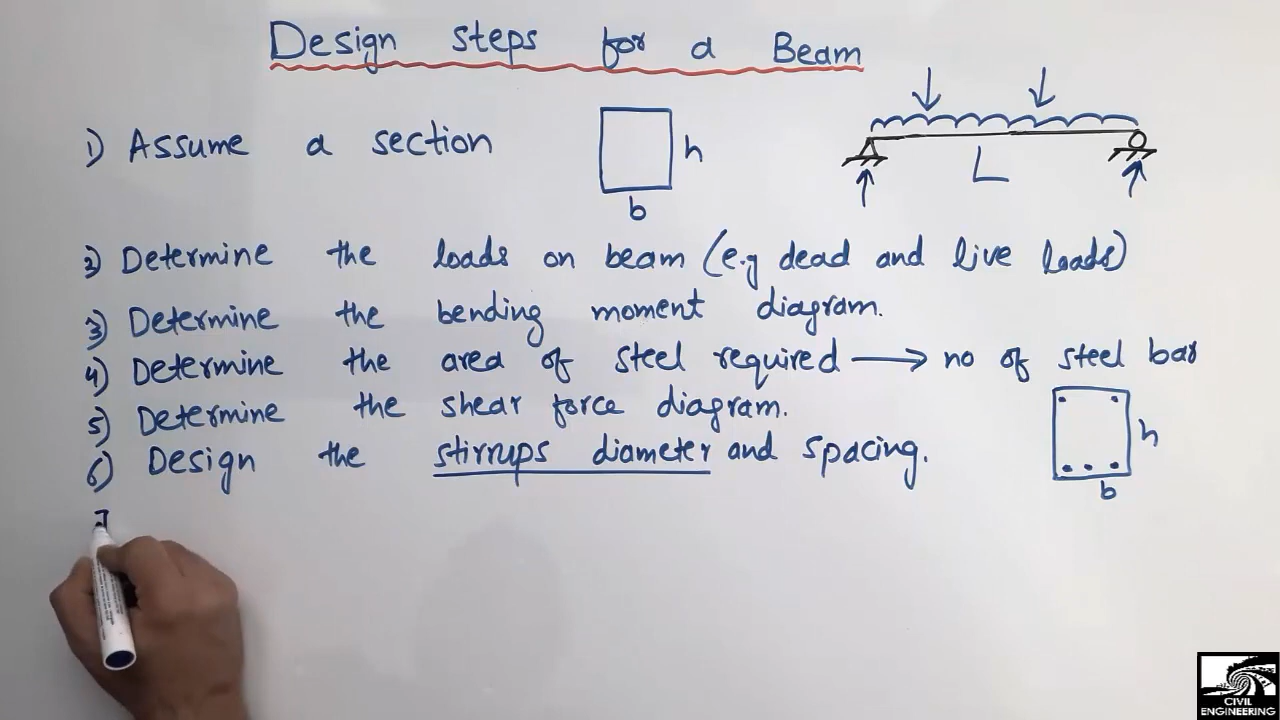 Design steps for a Beam
1) Assume a section
h
b
L
2) Determine the loads on beam (e.g dead and live loads)
3) Determine the bending moment diagram.
4) Determine the area of steel required → no of steel bar
5) Determine the shear force diagram.
6) Design the stirrups diameter and spacing.
h
b
7
CIVIL
ENGINEERING